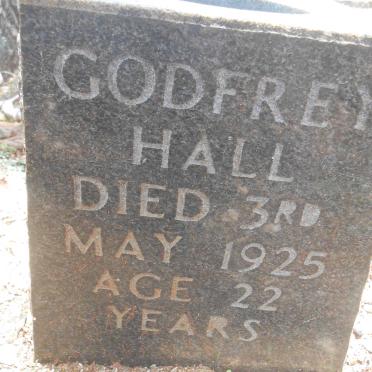 GODFREY
HALL
DIED 3RD
MAY 1925
AGE 22
YEARS